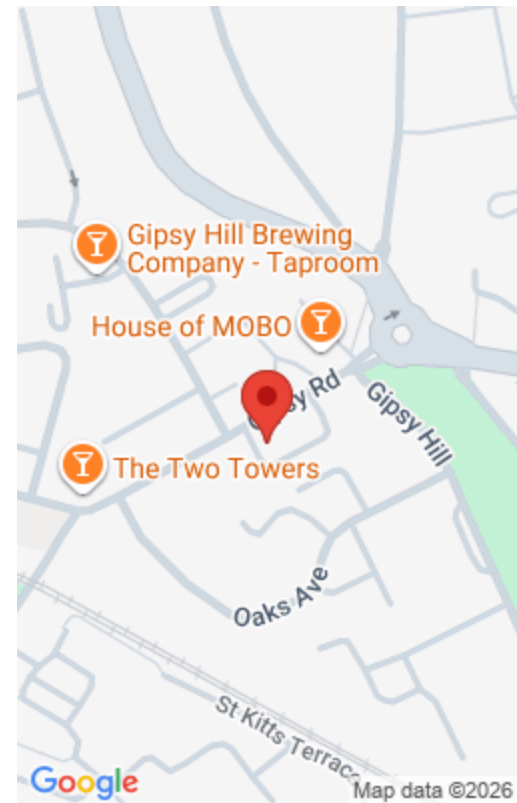 Gipsy Hill Brewing
Company - Taproom
House of MOBO
Gipsy Rd
Gipsy Hill
The Two Towers
Oaks Ave
St Kitts Terrace
Google
Map data ©2026